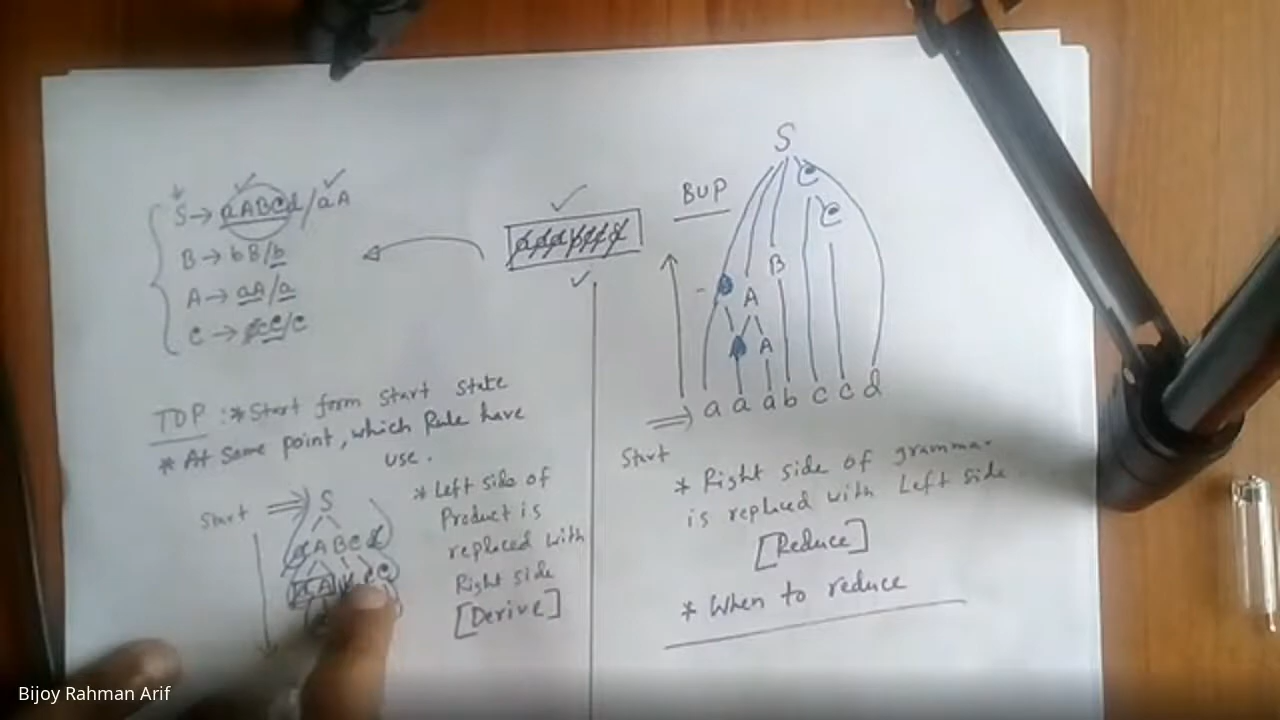 S → aABCd/aA
B → bB/b
A → aA/a
C → cC/c
TDP : * Start form start state
* At some point, which Rule have
use.
Start
S
aABCd
* Left side of
Product is
replaced with
Right side
[Derive]
BUP
S
C
C
B
A
A
a a a b c c d
Start
* Right side of grammar
is replaced with Left side
[Reduce]
* When to reduce
Bijoy Rahman Arif